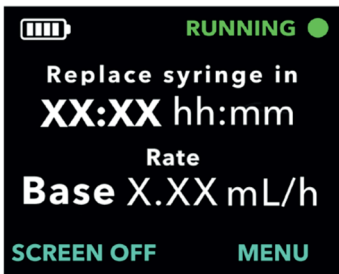 RUNNING
Replace syringe in
XX:XX hh:mm
Rate
Base X.XX mL/h
SCREEN OFF MENU